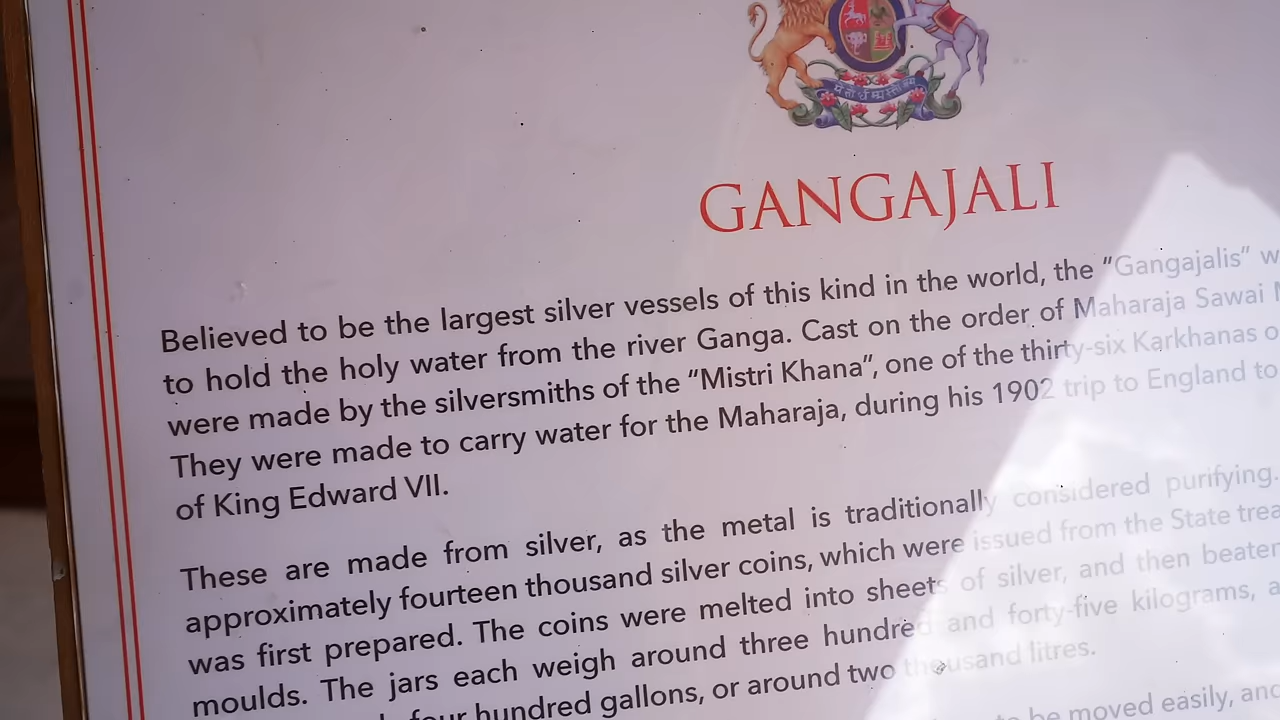 GANGAJALI
Believed to be the largest silver vessels of this kind in the world, the "Gangajalis" w
to hold the holy water from the river Ganga. Cast on the order of Maharaja Sawai
were made by the silversmiths of the "Mistri Khana", one of the thirty-six Karkhanas o
They were made to carry water for the Maharaja, during his 1902 trip to England to
of King Edward VII.
These are made from silver, as the metal is traditionally considered purifying.
approximately fourteen thousand silver coins, which were issued from the State trea
was first prepared. The coins were melted into sheets of silver, and then beaten
moulds. The jars each weigh around three hundred and forty-five kilograms, a
four hundred gallons, or around two thousand litres.
to be moved easily, and